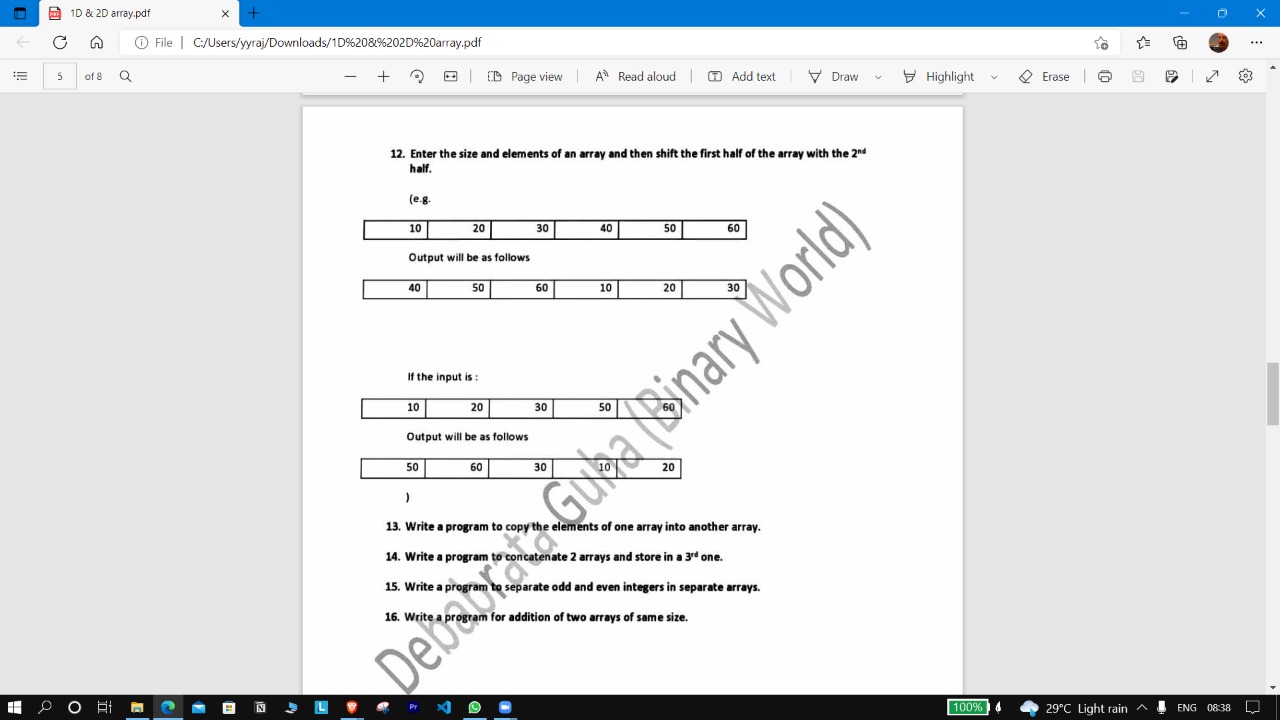 1D & 2D array.pdf
File | C:/Users/yyraj/Downloads/1D%20&%202D%20array.pdf
5 of 8 Page view Read aloud Add text Draw Highlight Erase
12. Enter the size and elements of an array and then shift the first half of the array with the 2nd
half.
(e.g.
10 20 30 40 50 60
Output will be as follows
40 50 60 10 20 30
If the input is :
10 20 30 50 60
Output will be as follows
50 60 30 10 20
)
13. Write a program to copy the elements of one array into another array.
14. Write a program to concatenate 2 arrays and store in a 3rd one.
15. Write a program to separate odd and even integers in separate arrays.
16. Write a program for addition of two arrays of same size.
Debabrata Guha (Binary World)
100% 29°C Light rain ENG 08:38